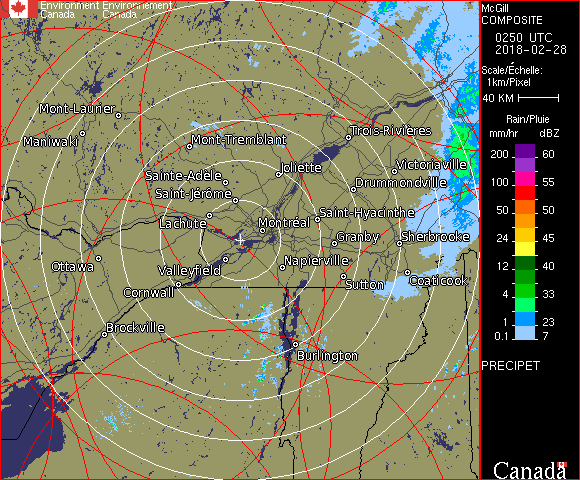 Environment Environnement
Canada Canada
McGill
COMPOSITE
0250 UTC
2018-02-28
Scale/Échelle:
1km/Pixel
40 KM
Rain/Pluie
mm/hr dBZ
200 60
150 57
100 55
50 50
24 45
12 40
4 33
1 23
0.1 7
PRECIPET
Canada
Mont-Laurier
Maniwaki
Mont-Tremblant
Trois-Rivières
Sainte-Adèle
Joliette
Victoriaville
Saint-Jérôme
Drummondville
Lachute
Montréal
Saint-Hyacinthe
Granby
Sherbrooke
Ottawa
Valleyfield
Napierville
Cornwall
Sutton
Coaticook
Brockville
Burlington